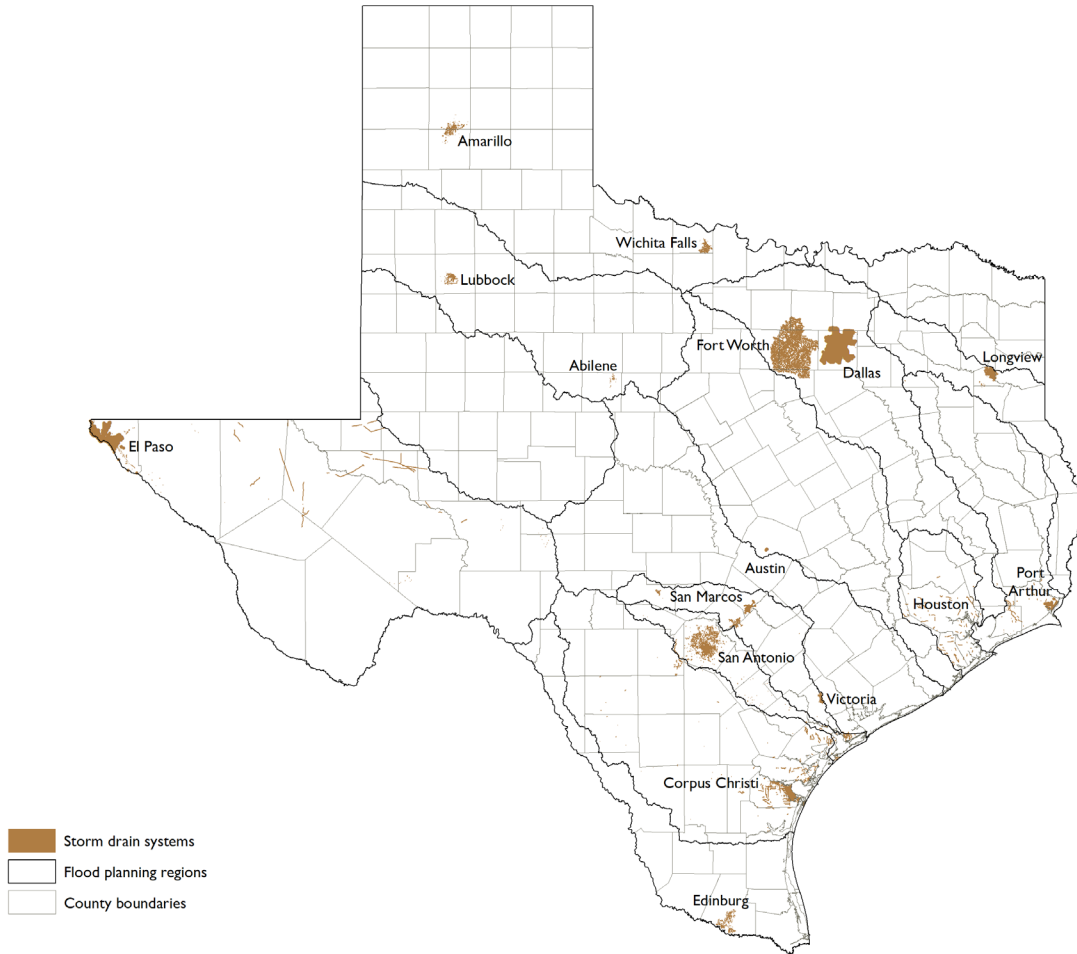 Amarillo
Wichita Falls
Lubbock
Fort Worth
Longview
Abilene
Dallas
El Paso
Austin
Port
Arthur
San Marcos
Houston
San Antonio
Victoria
Corpus Christi
Storm drain systems
Flood planning regions
County boundaries
Edinburg